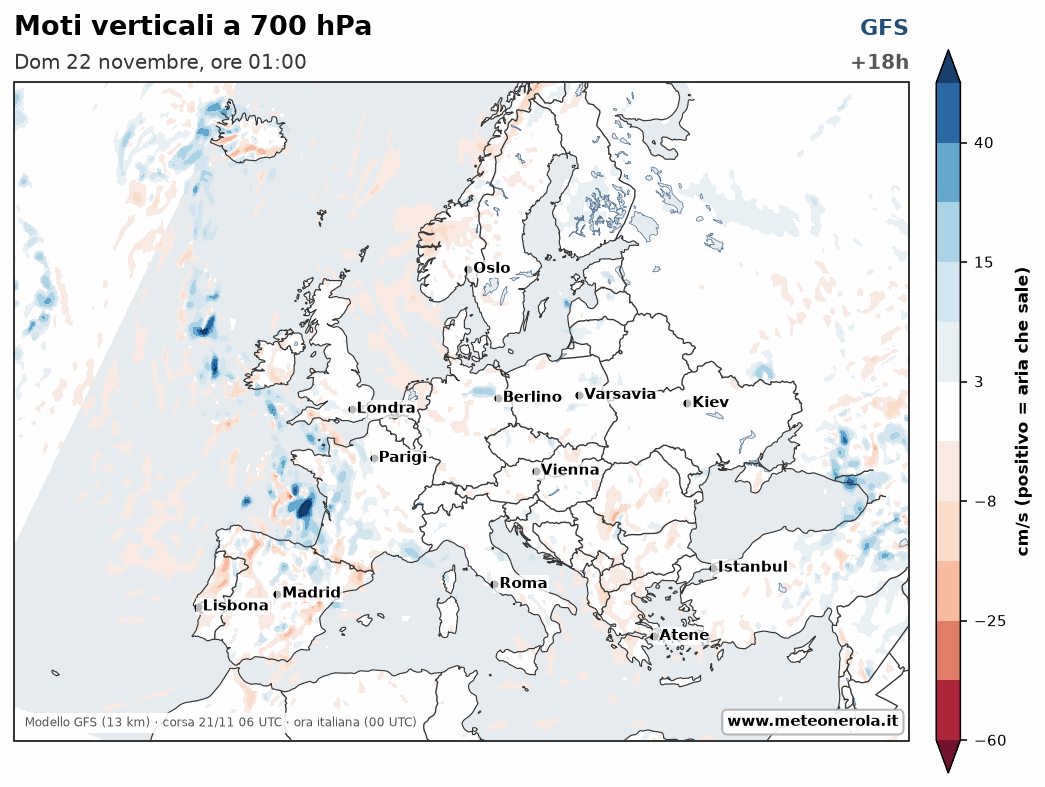 Moti verticali a 700 hPa
GFS
Dom 22 novembre, ore 01:00
+18h
40
15
3
−8
−25
−60
cm/s (positivo = aria che sale)
Oslo
Londra
Berlino
Varsavia
Kiev
Parigi
Vienna
Istanbul
Roma
Madrid
Lisbona
Atene
Modello GFS (13 km) · corsa 21/11 06 UTC · ora italiana (00 UTC)
www.meteonerola.it